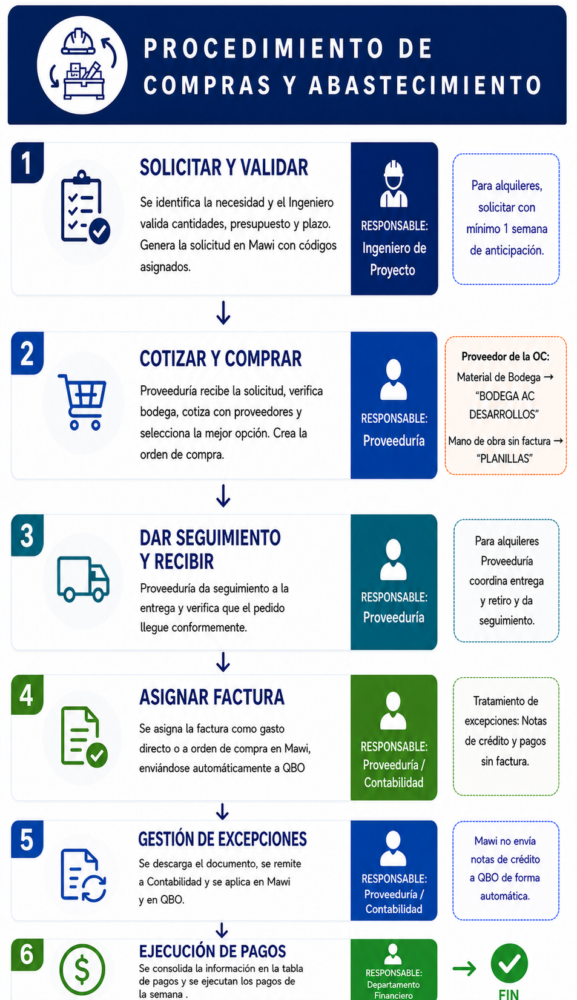 PROCEDIMIENTO DE
COMPRAS Y ABASTECIMIENTO
1
SOLICITAR Y VALIDAR
Se identifica la necesidad y el Ingeniero
valida cantidades, presupuesto y plazo.
Genera la solicitud en Mawi con códigos
asignados.
RESPONSABLE:
Ingeniero de
Proyecto
Para alquileres,
solicitar con
mínimo 1 semana
de anticipación.
2
COTIZAR Y COMPRAR
Proveeduría recibe la solicitud, verifica
bodega, cotiza con proveedores y
selecciona la mejor opción. Crea la
orden de compra.
RESPONSABLE:
Proveeduría
Proveedor de la OC:
Material de Bodega →
“BODEGA AC
DESARROLLOS”
Mano de obra sin factura →
“PLANILLAS”
3
DAR SEGUIMIENTO
Y RECIBIR
Proveeduría da seguimiento a la
entrega y verifica que el pedido
llegue conformemente.
RESPONSABLE:
Proveeduría
Para alquileres
Proveeduría
coordina entrega
y retiro y da
seguimiento.
4
ASIGNAR FACTURA
Se asigna la factura como gasto
directo o a orden de compra en Mawi,
enviándose automáticamente a QBO
RESPONSABLE:
Proveeduría /
Contabilidad
Tratamiento de
excepciones: Notas
de crédito y pagos
sin factura.
5
GESTIÓN DE EXCEPCIONES
Se descarga el documento, se remite
a Contabilidad y se aplica en Mawi
y en QBO.
RESPONSABLE:
Proveeduría /
Contabilidad
Mawi no envía
notas de crédito
a QBO de forma
automática.
6
EJECUCIÓN DE PAGOS
Se consolida la información en la tabla
de pagos y se ejecutan los pagos de
la semana .
RESPONSABLE:
Departamento
Financiero
FIN